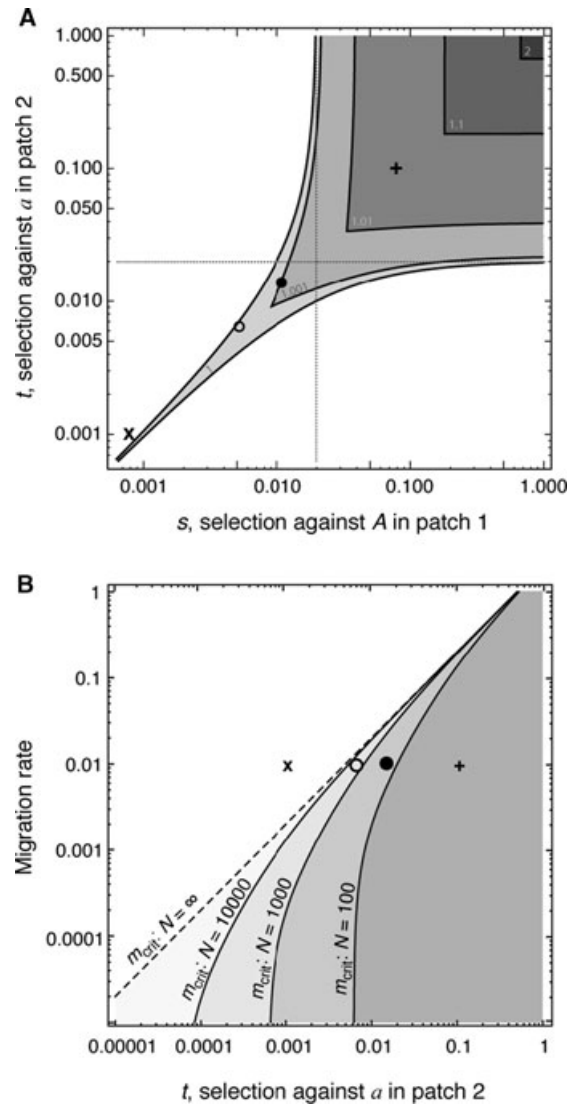 A
1.000
0.500
0.100
0.050
0.010
0.005
0.001
2
1.1
1.01
1.001
1
x
+
0.001
0.010
0.100
1.000
t, selection against a in patch 2
s, selection against A in patch 1
B
1
0.1
0.01
0.001
0.0001
Migration rate
x
+
mcrit: N = ∞
mcrit: N = 10000
mcrit: N = 1000
mcrit: N = 100
0.00001
0.0001
0.001
0.01
0.1
1
t, selection against a in patch 2